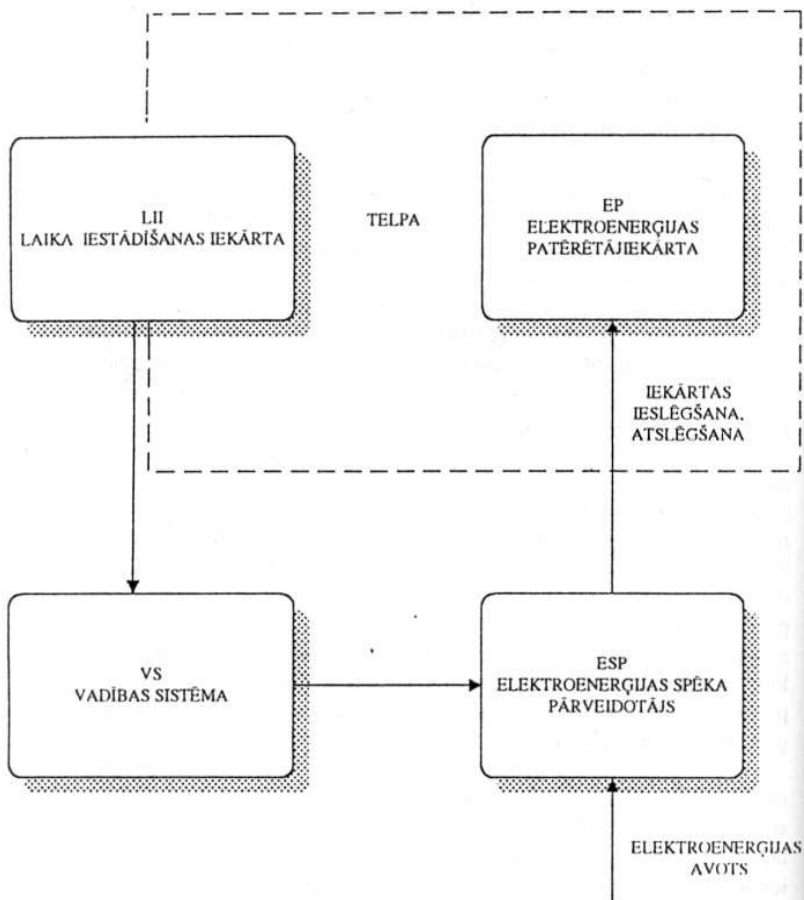 LII
LAIKA IESTĀDĪŠANAS IEKĀRTA
TELPA
EP
ELEKTROENERĢIJAS
PATĒRĒTĀJIEKĀRTA
IEKĀRTAS
IESLĒGŠANA,
ATSLĒGŠANA
VS
VADĪBAS SISTĒMA
ESP
ELEKTROENERĢIJAS SPĒKA
PĀRVEIDOTĀJS
ELEKTROENERĢIJAS
AVOTS